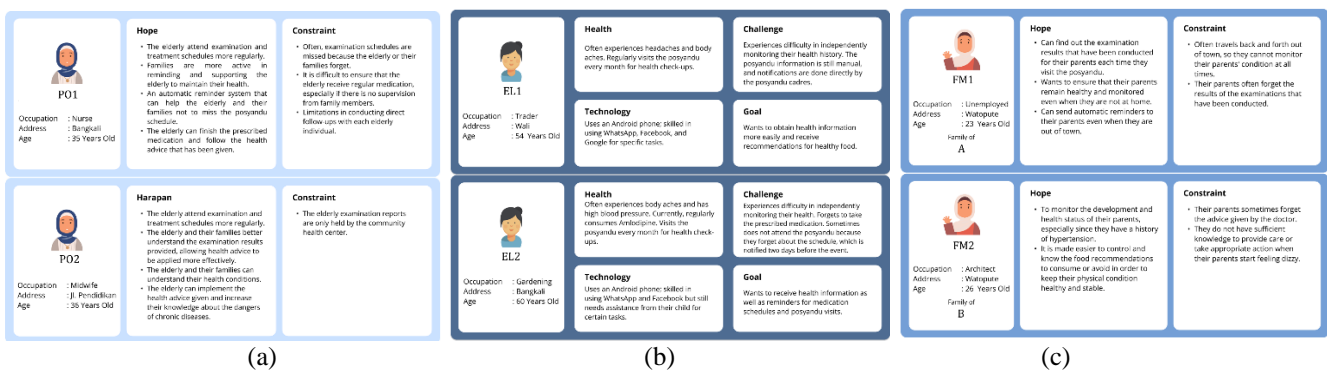 PO1
Occupation : Nurse
Address : Bangkali
Age : 35 Years Old
Hope
• The elderly attend examination and
treatment schedules more regularly.
• Families are more active in
reminding and supporting the
elderly to maintain their health.
• An automatic reminder system that
can help the elderly and their
families not to miss the posyandu
schedule.
• The elderly can finish the prescribed
medication and follow the health
advice that has been given.
Constraint
• Often, examination schedules are
missed because the elderly or their
families forget.
• It is difficult to ensure that the
elderly receive regular medication,
especially if there is no supervision
from family members.
• Limitations in conducting direct
follow-ups with each elderly
individual.
PO2
Occupation : Midwife
Address : Jl. Pendidikan
Age : 36 Years Old
Harapan
• The elderly attend examination and
treatment schedules more regularly.
• The elderly and their families better
understand the examination results
provided, allowing health advice to
be applied more effectively.
• The elderly and their families can
understand their health conditions.
• The elderly can implement the
health advice given and increase
their knowledge about the dangers
of chronic diseases.
Constraint
• The elderly examination reports
are only held by the community
health center.
(a)
EL1
Occupation : Trader
Address : Wali
Age : 54 Years Old
Health
Often experiences headaches and body
aches. Regularly visits the posyandu
every month for health check-ups.
Challenge
Experiences difficulty in independently
monitoring their health history. The
posyandu information is still manual,
and notifications are done directly by
the posyandu cadres.
Technology
Uses an Android phone; skilled in
using WhatsApp, Facebook, and
Google for specific tasks.
Goal
Wants to obtain health information
more easily and receive
recommendations for healthy food.
EL2
Occupation : Gardening
Address : Bangkali
Age : 60 Years Old
Health
Often experiences body aches and has
high blood pressure. Currently, regularly
consumes Amlodipine. Visits the
posyandu every month for health check-
ups.
Challenge
Experiences difficulty in independently
monitoring their health. Forgets to take
the prescribed medication. Sometimes
does not attend the posyandu because
they forget about the schedule, which is
notified two days before the event.
Technology
Uses an Android phone; skilled in
using WhatsApp and Facebook but still
needs assistance from their child for
certain tasks.
Goal
Wants to receive health information as
well as reminders for medication
schedules and posyandu visits.
(b)
FM1
Occupation : Unemployed
Address : Watopute
Age : 23 Years Old
Family of
A
Hope
• Can find out the examination
results that have been conducted
for their parents each time they
visit the posyandu.
• Wants to ensure that their parents
remain healthy and monitored
even when they are not at home.
• Can send automatic reminders to
their parents even when they are
out of town.
Constraint
• Often travels back and forth out
of town, so they cannot monitor
their parents' condition at all
times.
• Their parents often forget the
results of the examinations that
have been conducted.
FM2
Occupation : Architect
Address : Watopute
Age : 26 Years Old
Family of
B
Hope
• To monitor the development and
health status of their parents,
especially since they have a history
of hypertension.
• It is made easier to control and
know the food recommendations
to consume or avoid in order to
keep their physical condition
healthy and stable.
Constraint
• Their parents sometimes forget
the advice given by the doctor.
• They do not have sufficient
knowledge to provide care or
take appropriate action when
their parents start feeling dizzy.
(c)